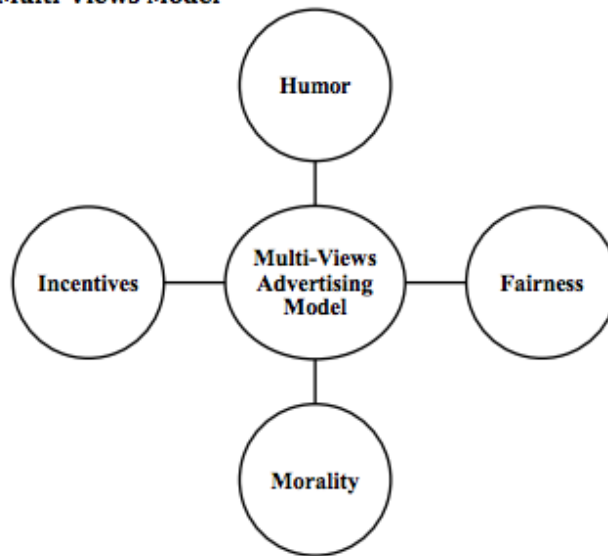 Multi-Views Model
Humor
Incentives
Multi-Views
Advertising
Model
Fairness
Morality